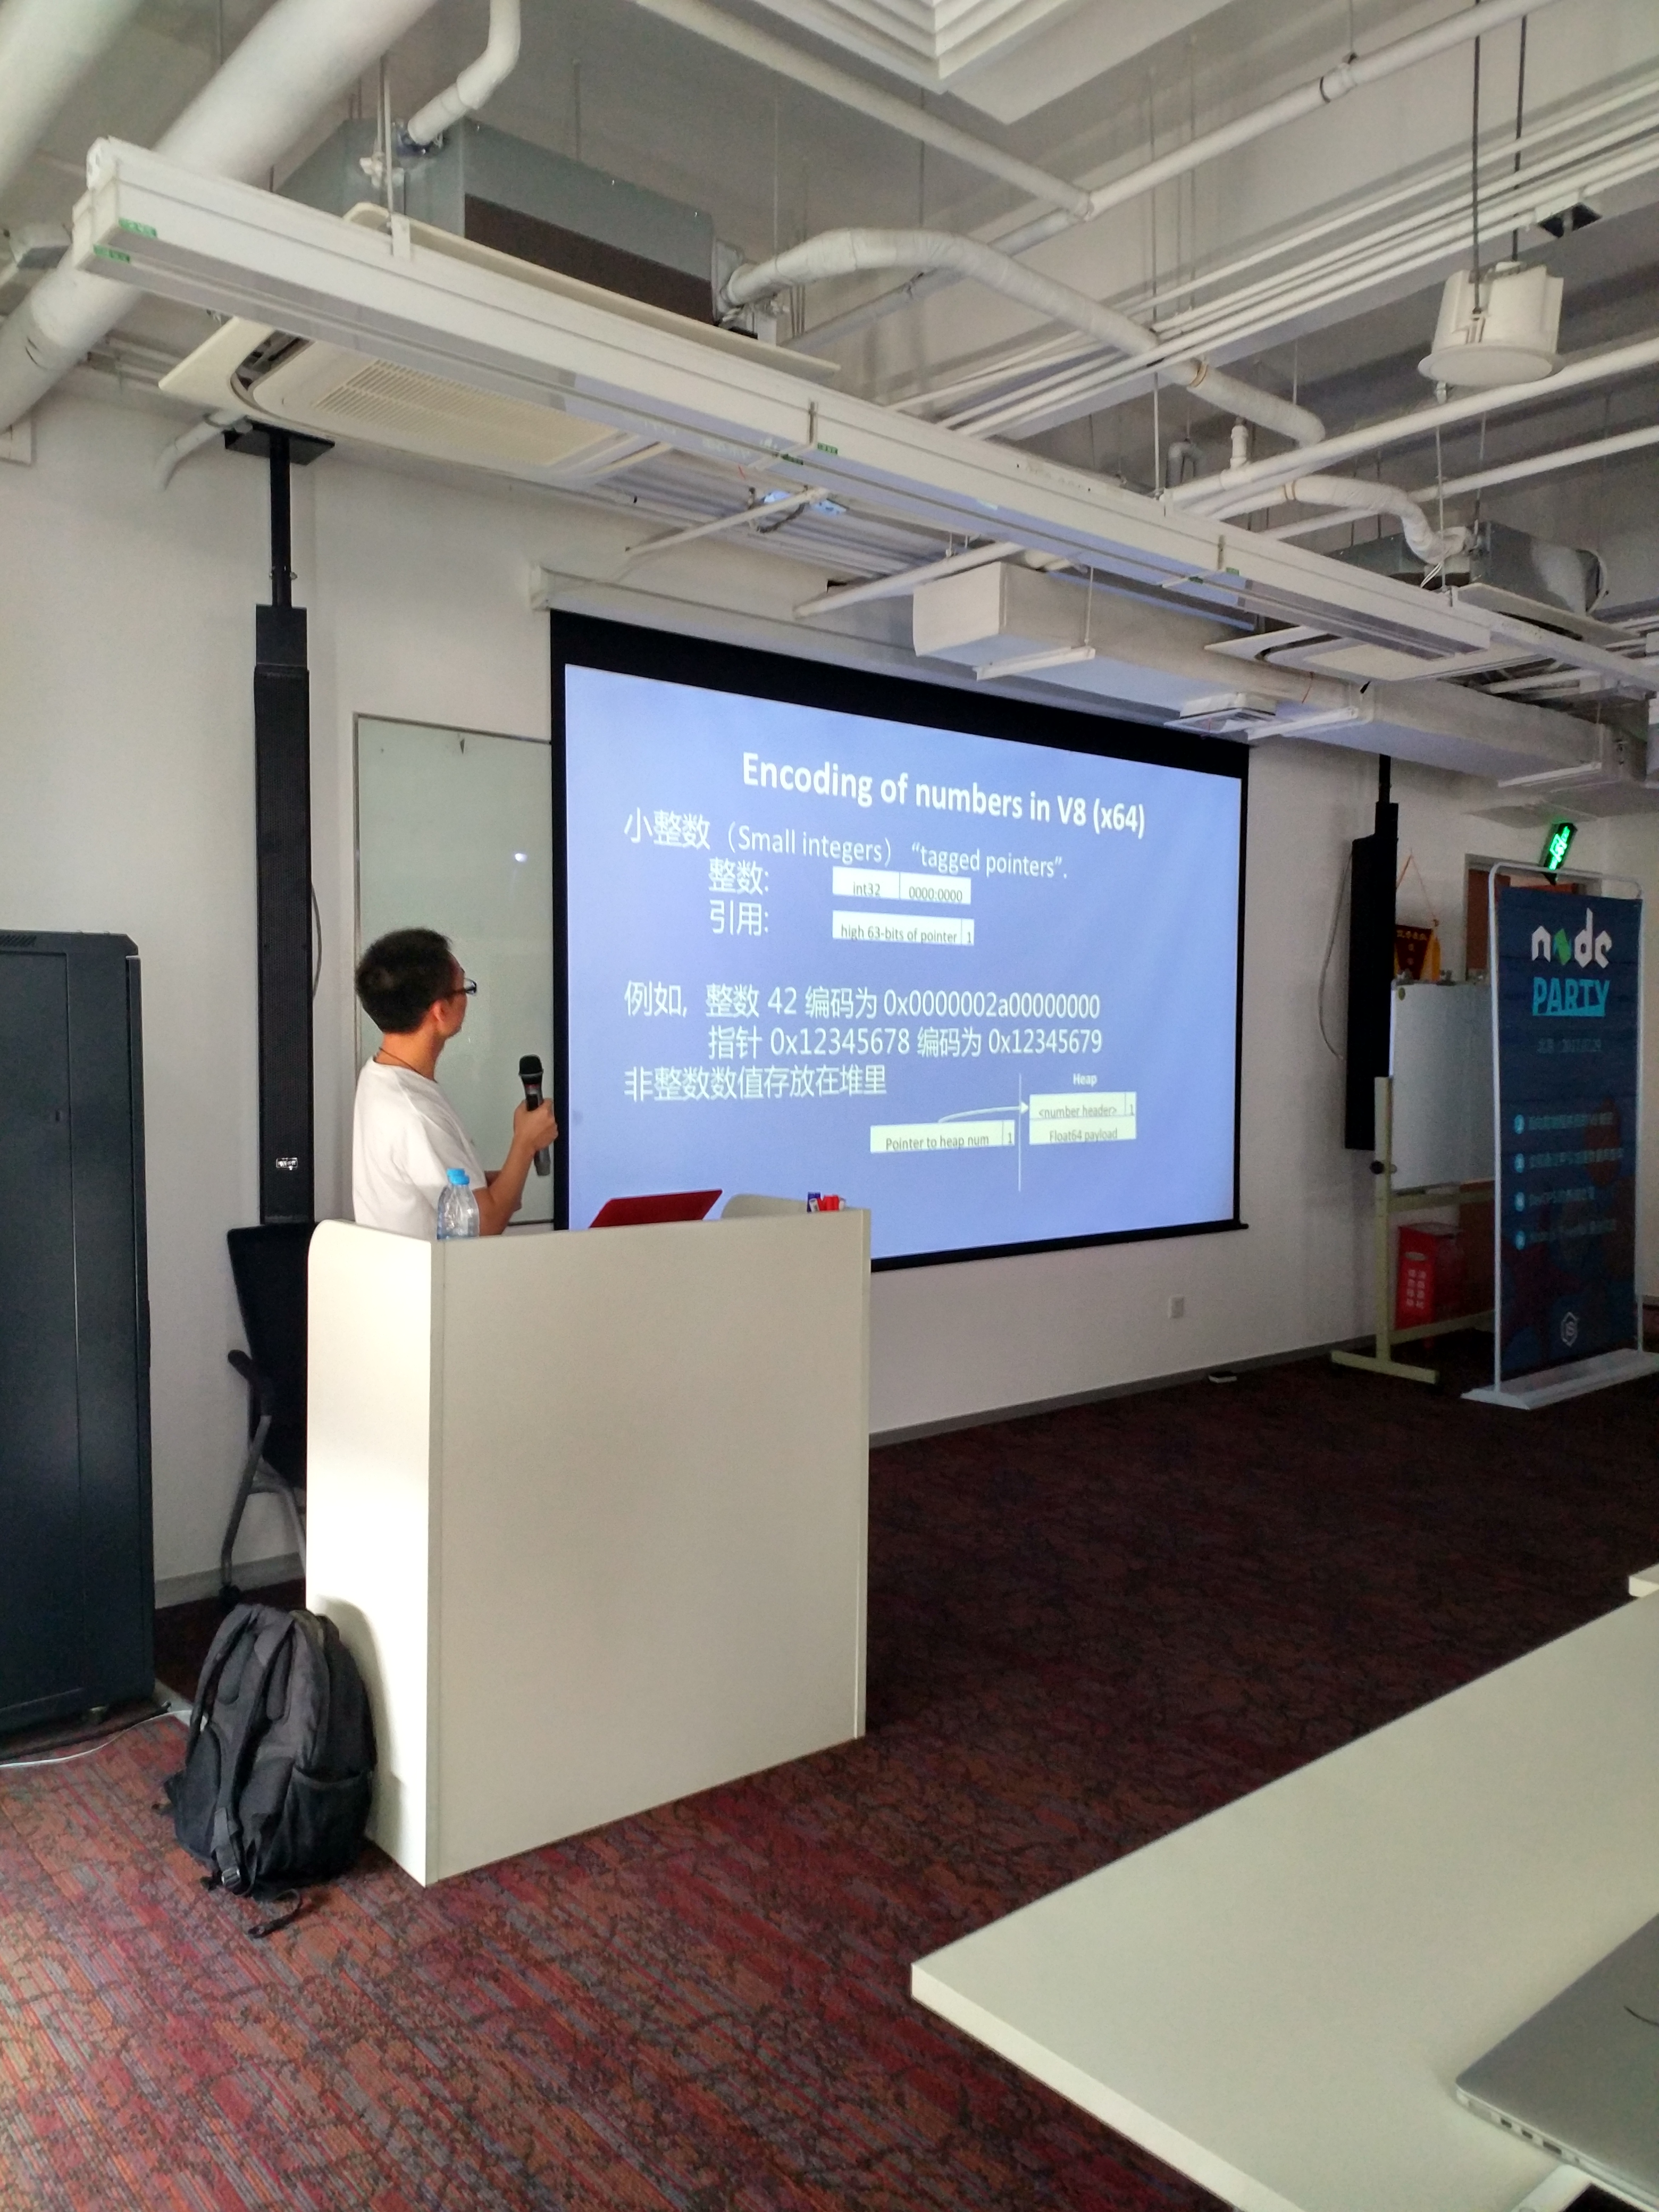 Encoding of numbers in V8 (x64)
小整数（Small integers）“tagged pointers”.
整数: int32 0000:0000
引用: high 63-bits of pointer 1
例如, 整数 42 编码为 0x0000002a00000000
指针 0x12345678 编码为 0x12345679
非整数数值存放在堆里
Heap
<number header> 1
Pointer to heap num 1
Float64 payload
node
PARTY
JS